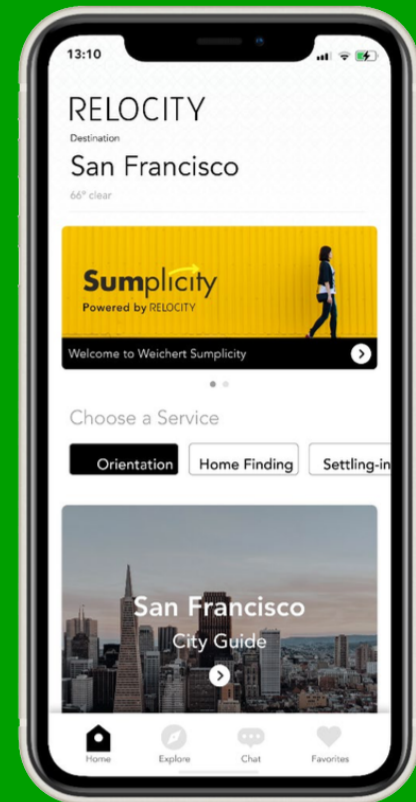 13:10
RELOCITY
Destination
San Francisco
66° clear
Sumplicity
Powered by RELOCITY
Welcome to Weichert Sumplicity
Choose a Service
Orientation Home Finding Settling-in
San Francisco
City Guide
Home Explore Chat Favorites